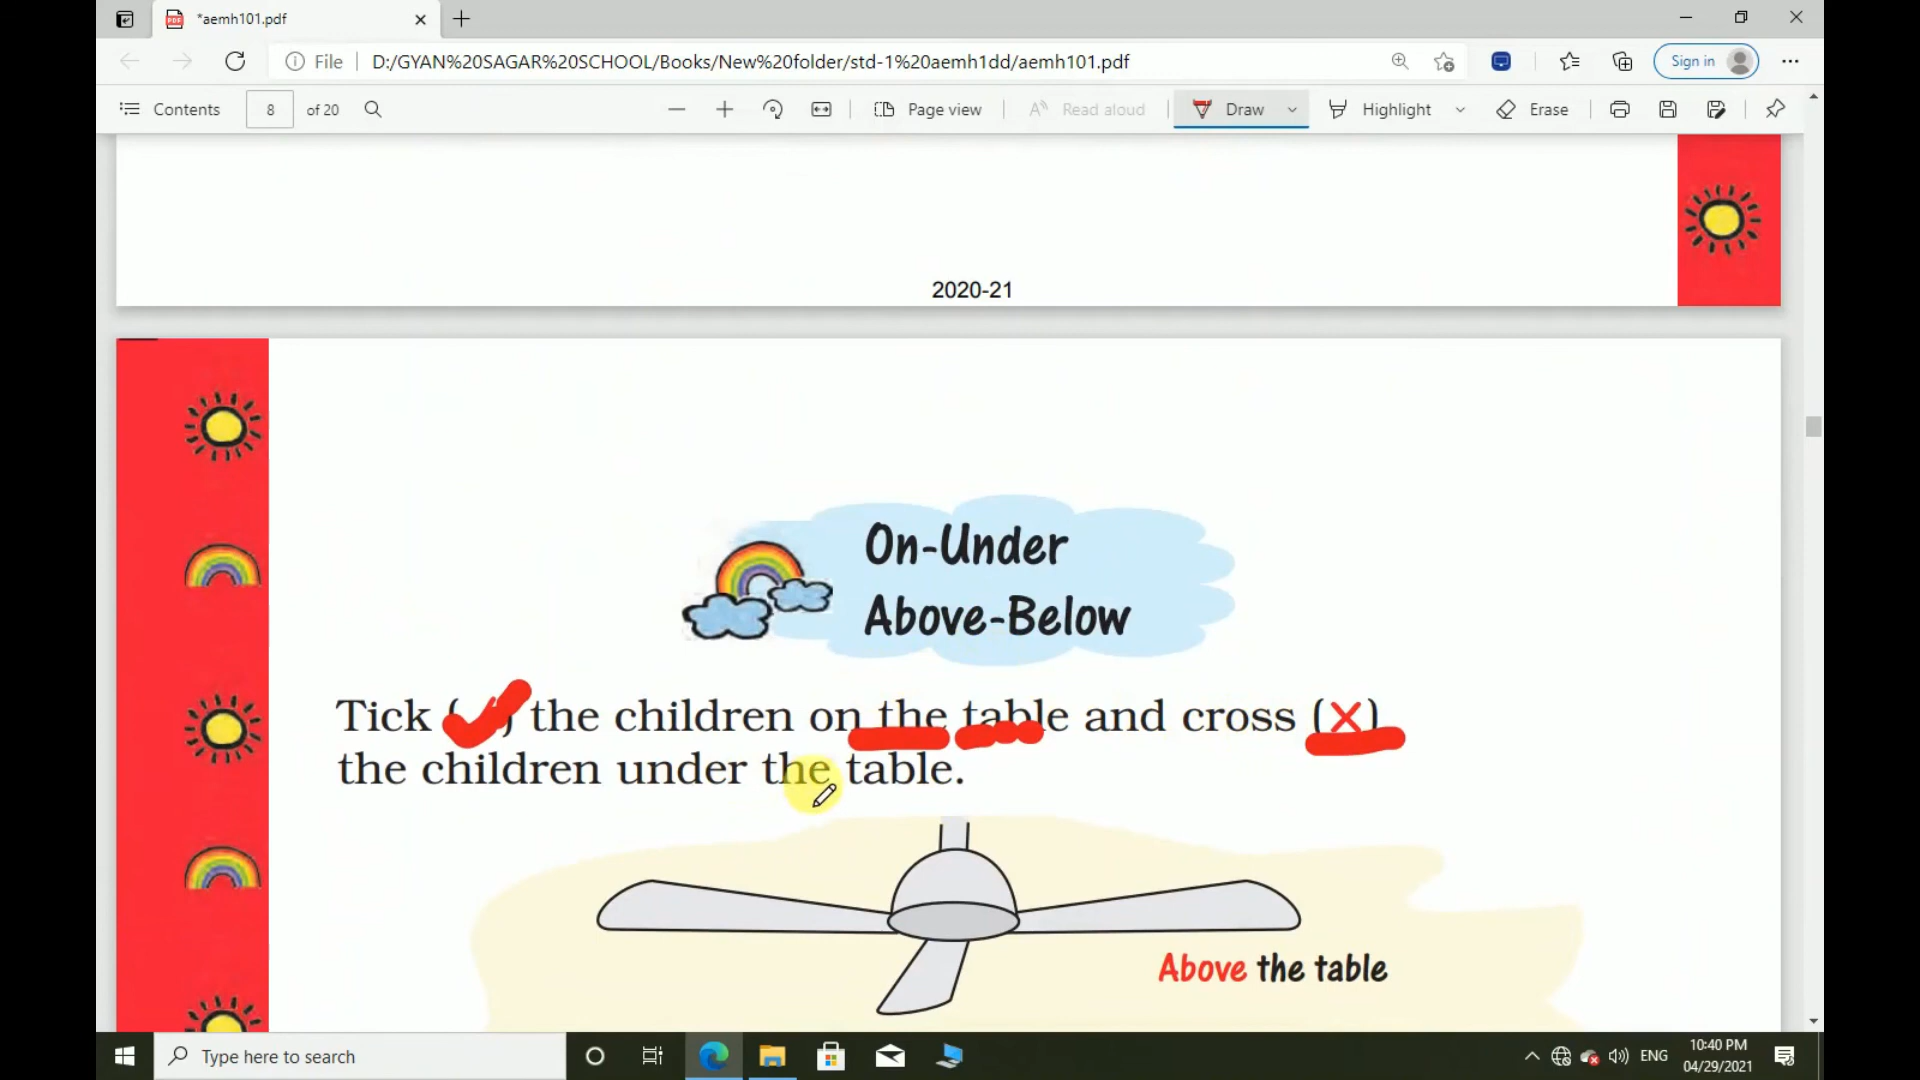 *aemh101.pdf
File
D:/GYAN%20SAGAR%20SCHOOL/Books/New%20folder/std-1%20aemh1dd/aemh101.pdf
Sign in
Contents
8
of 20
Page view
Read aloud
Draw
Highlight
Erase
2020-21
On-Under
Above-Below
Tick (✓) the children on the table and cross (✗)
the children under the table.
Above the table
Type here to search
ENG
10:40 PM
04/29/2021